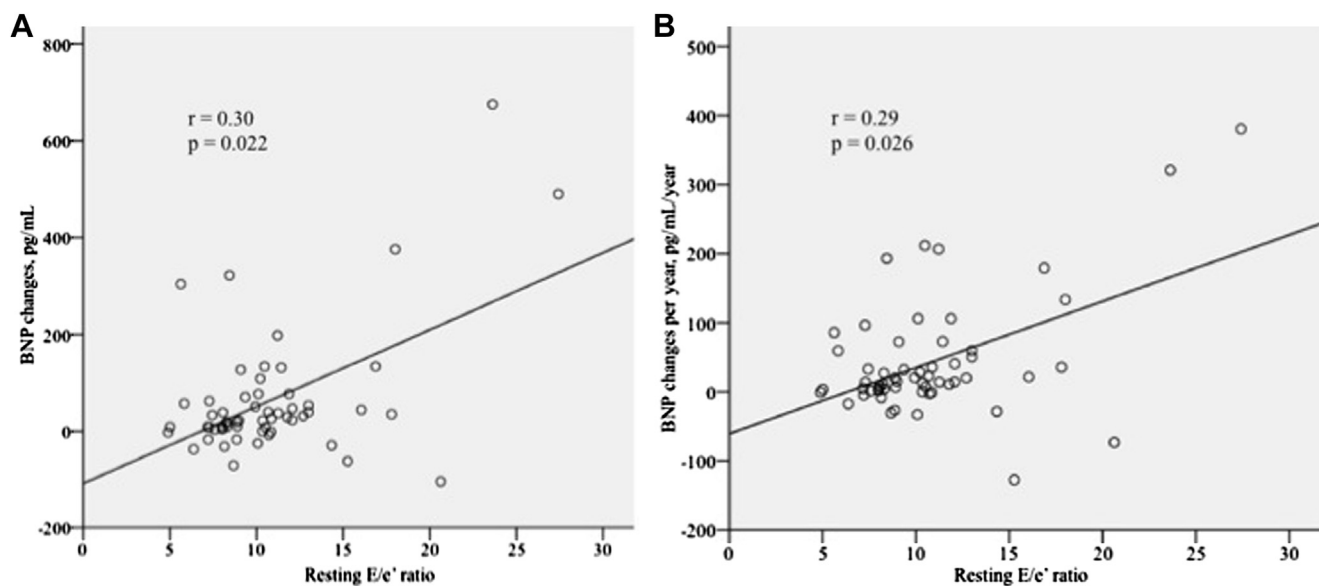 A
BNP changes, pg/mL
800
600
400
200
0
-200
r = 0.30
p = 0.022
0 5 10 15 20 25 30
Resting E/e' ratio
B
BNP changes per year, pg/mL/year
500
400
300
200
100
0
-100
-200
r = 0.29
p = 0.026
0 5 10 15 20 25 30
Resting E/e' ratio